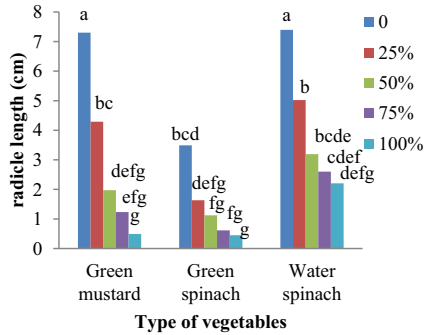 radicle length (cm)
8
7
6
5
4
3
2
1
0
a
bc
defg
efg
g
bcd
defg
fg
fg
g
a
b
bcde
cdef
defg
Green
mustard
Green
spinach
Water
spinach
Type of vegetables
0
25%
50%
75%
100%